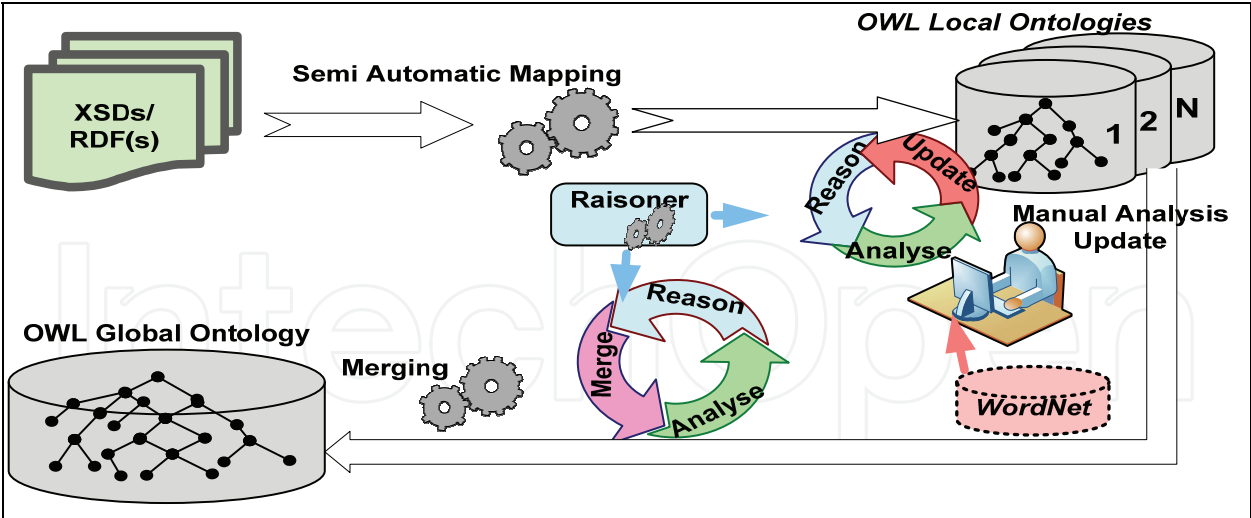 OWL Local Ontologies
Semi Automatic Mapping
XSDs/
RDF(s)
1
2
N
Reason
Update
Analyse
Raisoner
Manual Analysis
Update
Reason
Merge
Analyse
OWL Global Ontology
Merging
WordNet
IntechOpen